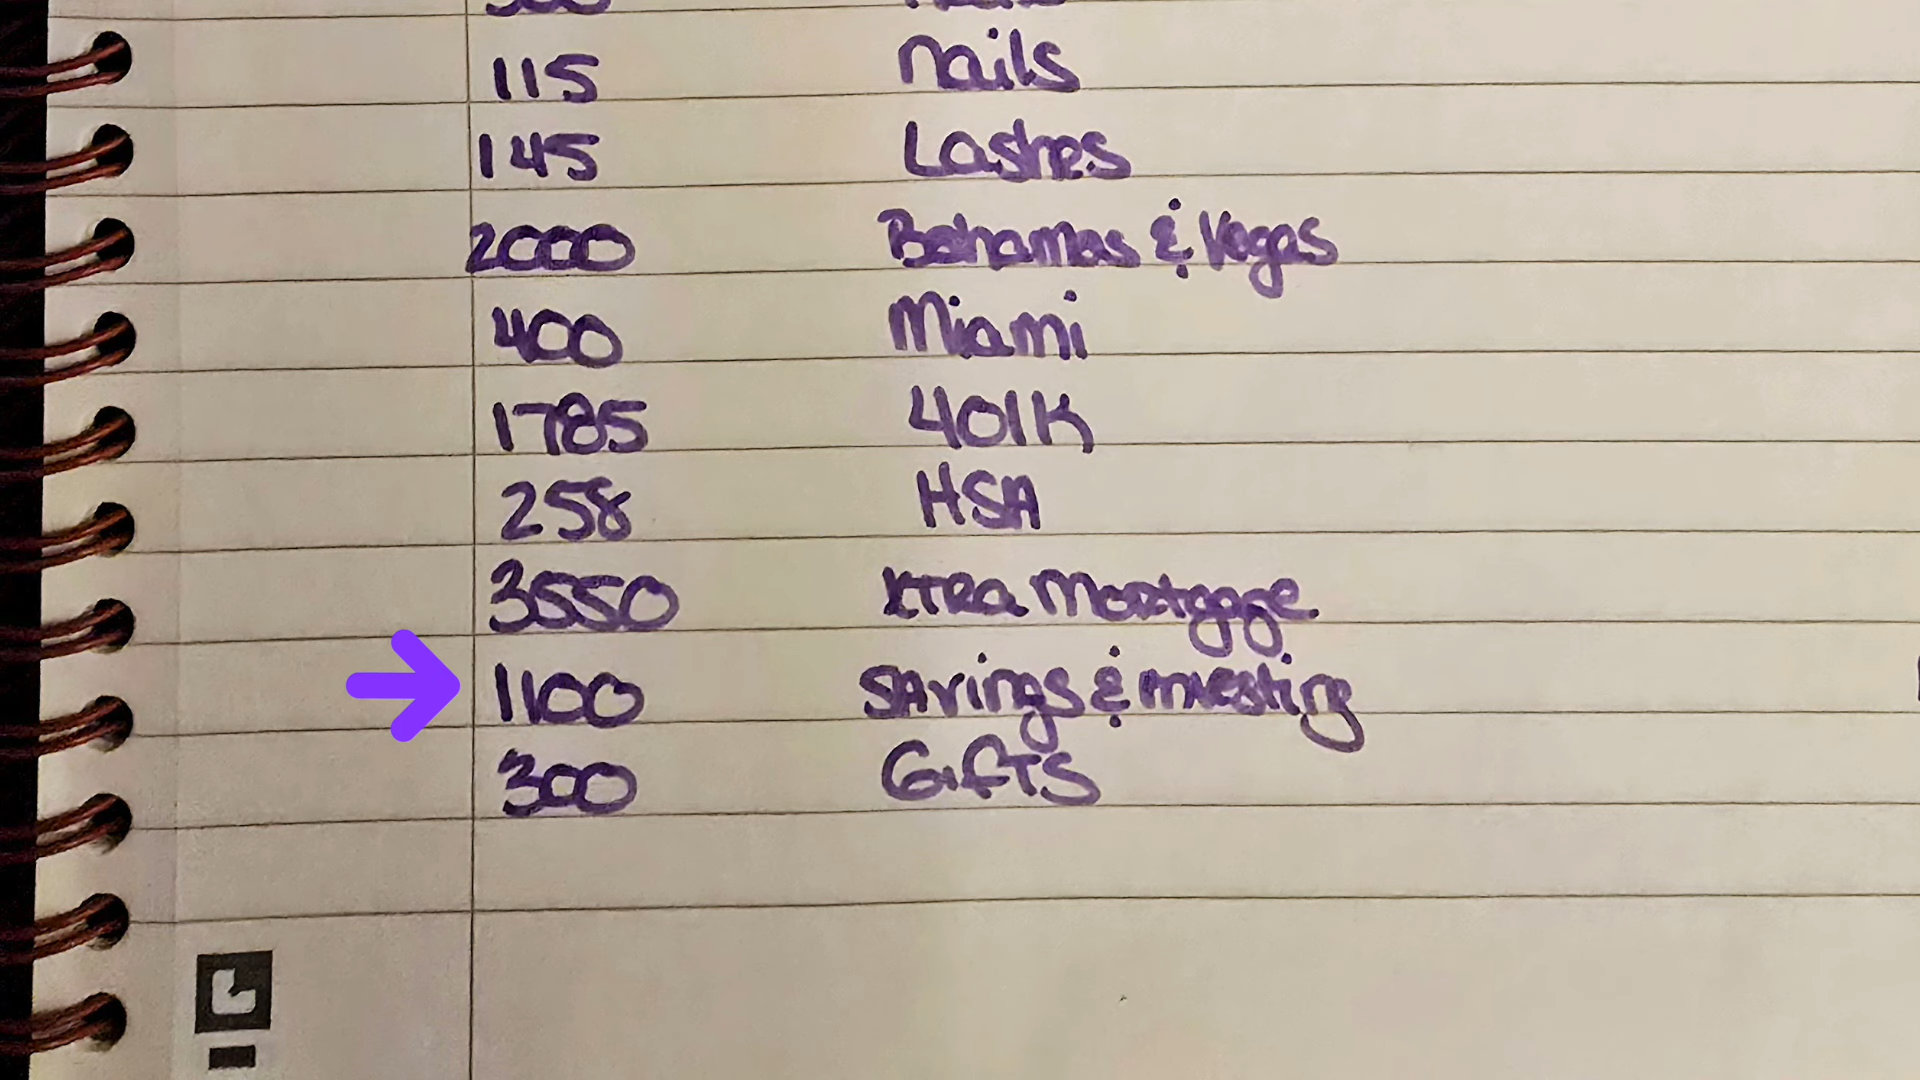 115 Nails
145 Lashes
2000 Bahamas & Vegas
400 Miami
1785 401K
258 HSA
3550 XTRA Mortgage
1100 SAvings & investing
300 GifTS